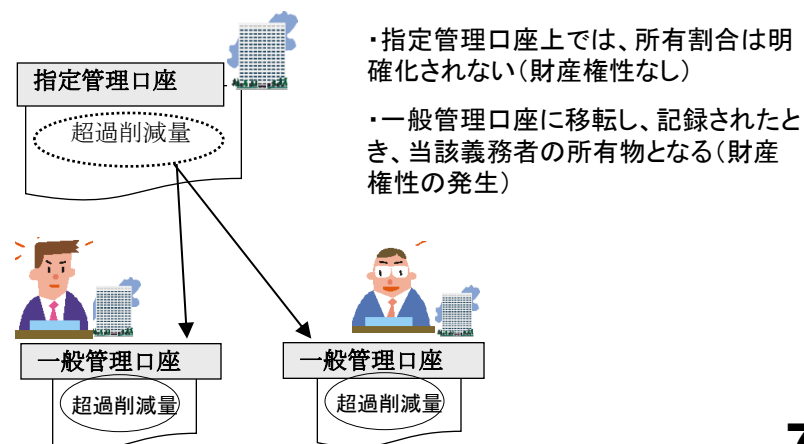 ・指定管理口座上では、所有割合は明
確化されない（財産権性なし）
・一般管理口座に移転し、記録されたと
き、当該義務者の所有物となる（財産
権性の発生）
指定管理口座
超過削減量
一般管理口座
超過削減量
一般管理口座
超過削減量